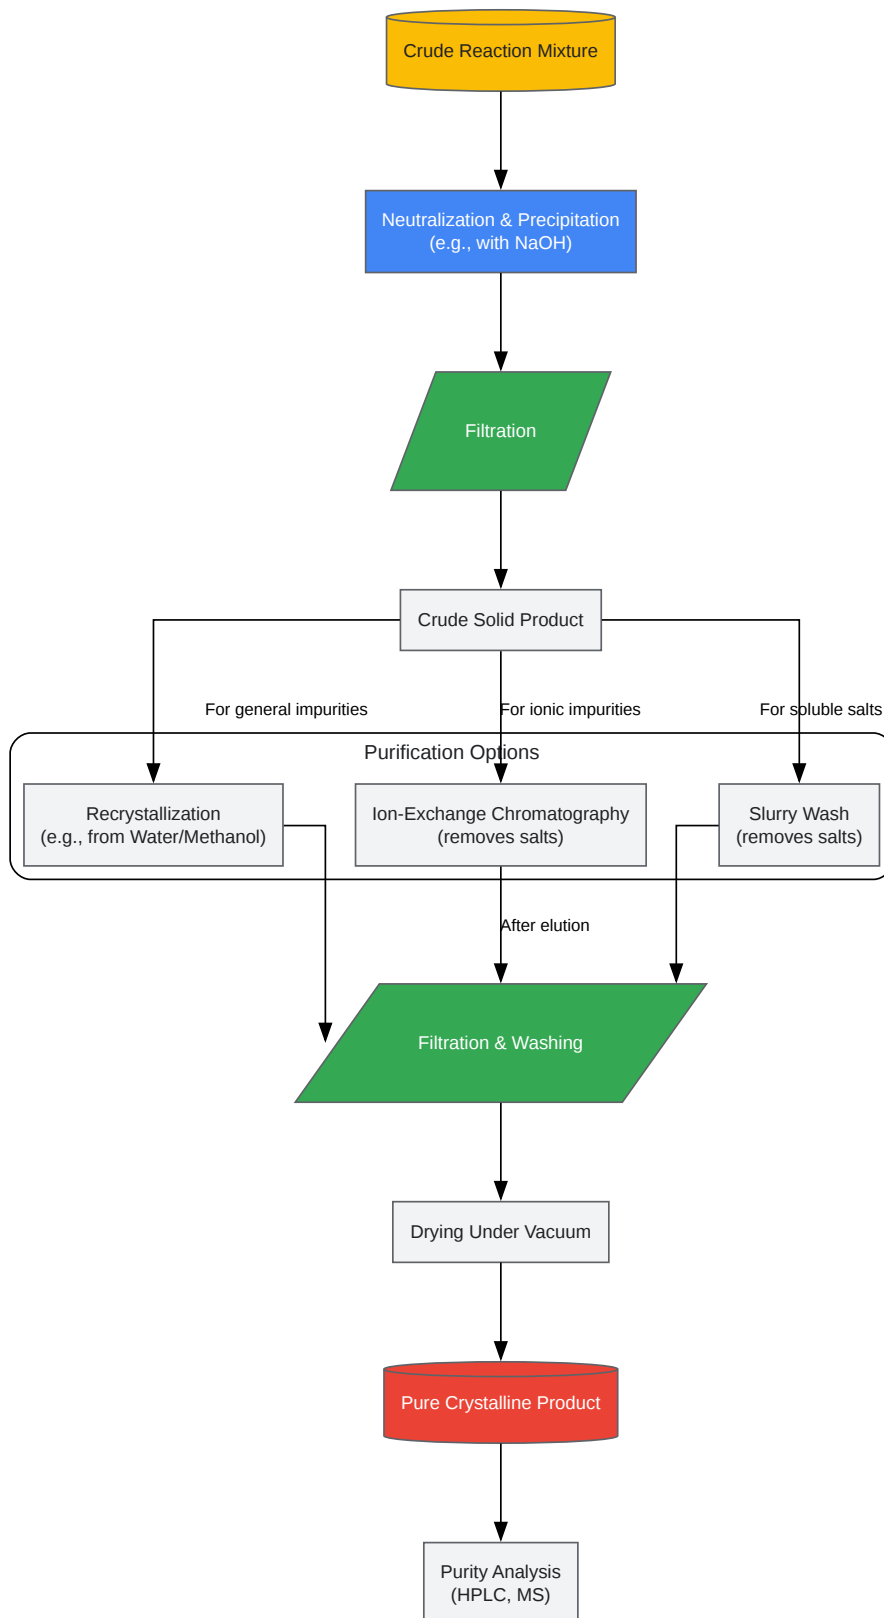 Crude Reaction Mixture
Neutralization & Precipitation
(e.g., with NaOH)
Filtration
Crude Solid Product
For general impurities
For ionic impurities
For soluble salts
Purification Options
Recrystallization
(e.g., from Water/Methanol)
Ion-Exchange Chromatography
(removes salts)
Slurry Wash
(removes salts)
After elution
Filtration & Washing
Drying Under Vacuum
Pure Crystalline Product
Purity Analysis
(HPLC, MS)